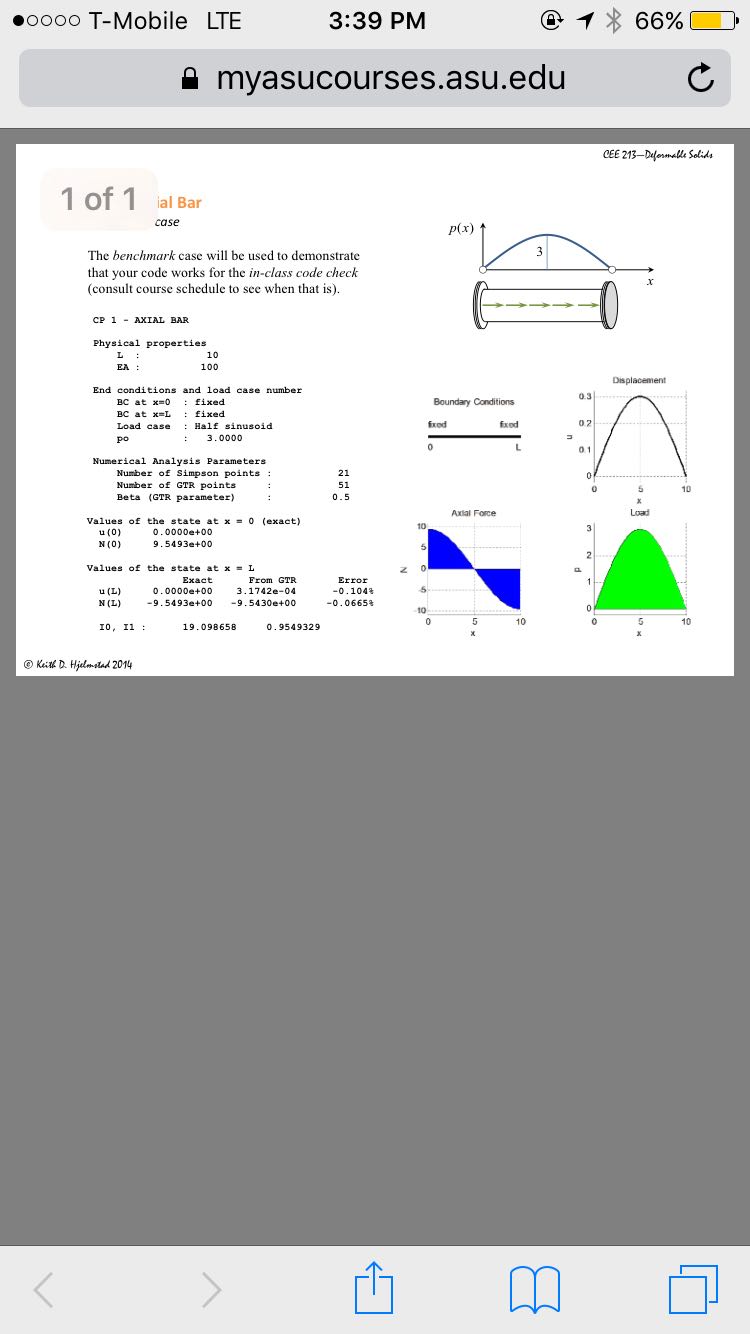 T-Mobile LTE 3:39 PM 66%
myasucourses.asu.edu
CEE 213—Deformable Solids
1 of 1
ial Bar
case
The benchmark case will be used to demonstrate
that your code works for the in-class code check
(consult course schedule to see when that is).
CP 1 - AXIAL BAR
Physical properties
L : 10
EA : 100
End conditions and load case number
BC at x=0 : fixed
BC at x=L : fixed
Load case : Half sinusoid
po : 3.0000
Numerical Analysis Parameters
Number of Simpson points : 21
Number of GTR points : 51
Beta (GTR parameter) : 0.5
Values of the state at x = 0 (exact)
u(0) 0.0000e+00
N(0) 9.5493e+00
Values of the state at x = L
Exact From GTR Error
u(L) 0.0000e+00 3.1742e-04 -0.104%
N(L) -9.5493e+00 -9.5430e+00 -0.0665%
I0, I1 : 19.098658 0.9549329
p(x)
3
x
Boundary Conditions
fixed fixed
0 L
Displacement
0.3
0.2
0.1
0
u
0 5 10
x
Axial Force
10
5
0
-5
-10
N
0 5 10
x
Load
3
2
1
0
p
0 5 10
x
© Keith D. Hjelmstad 2014